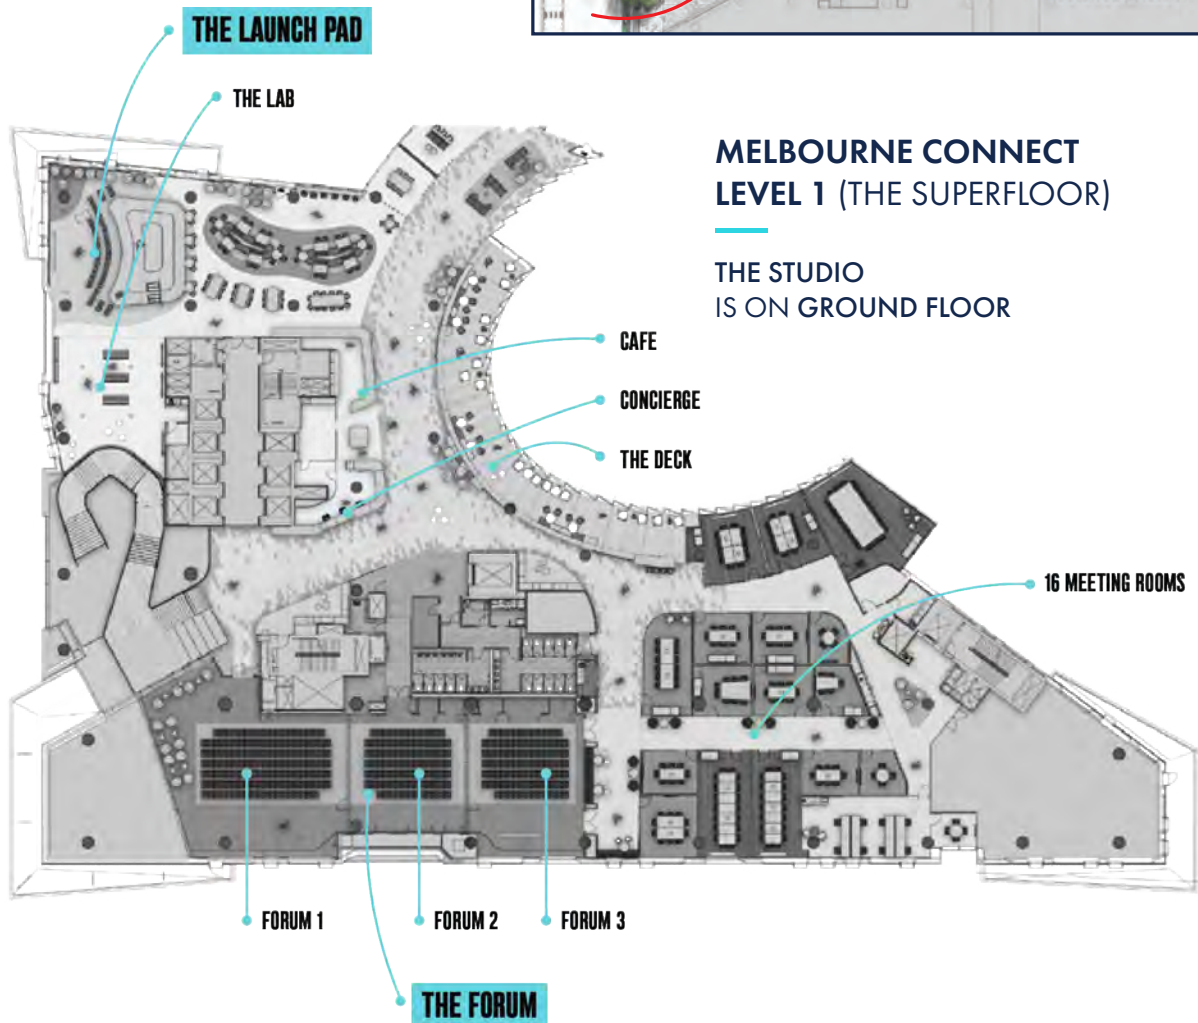 THE LAUNCH PAD
THE LAB
MELBOURNE CONNECT
LEVEL 1 (THE SUPERFLOOR)
THE STUDIO
IS ON GROUND FLOOR
CAFE
CONCIERGE
THE DECK
16 MEETING ROOMS
FORUM 1
FORUM 2
FORUM 3
THE FORUM